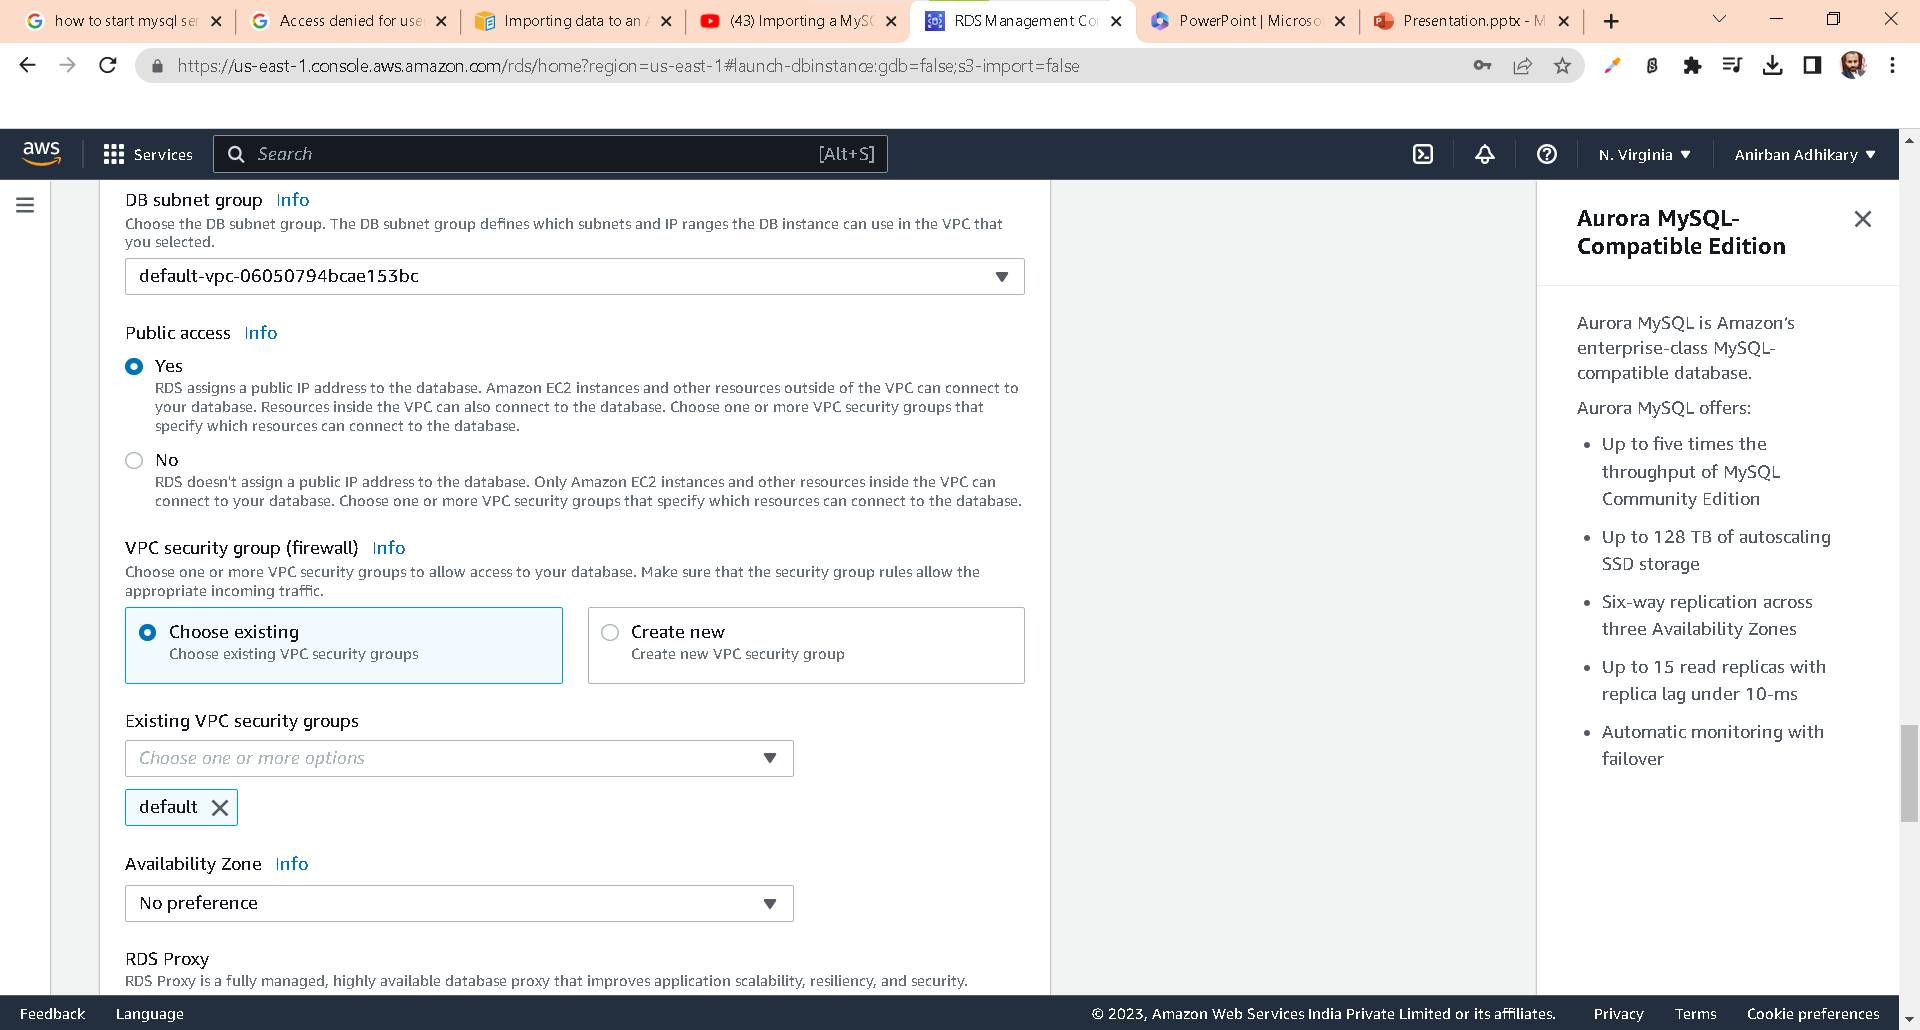 how to start mysql ser
Access denied for use
Importing data to an A
(43) Importing a MySQ
RDS Management Co
PowerPoint | Microso
Presentation.pptx - M
https://us-east-1.console.aws.amazon.com/rds/home?region=us-east-1#launch-dbinstance:gdb=false;s3-import=false
aws
Services
Search
[Alt+S]
N. Virginia
Anirban Adhikary
DB subnet group Info
Choose the DB subnet group. The DB subnet group defines which subnets and IP ranges the DB instance can use in the VPC that
you selected.
default-vpc-06050794bcae153bc
Public access Info
Yes
RDS assigns a public IP address to the database. Amazon EC2 instances and other resources outside of the VPC can connect to
your database. Resources inside the VPC can also connect to the database. Choose one or more VPC security groups that
specify which resources can connect to the database.
No
RDS doesn't assign a public IP address to the database. Only Amazon EC2 instances and other resources inside the VPC can
connect to your database. Choose one or more VPC security groups that specify which resources can connect to the database.
VPC security group (firewall) Info
Choose one or more VPC security groups to allow access to your database. Make sure that the security group rules allow the
appropriate incoming traffic.
Choose existing
Choose existing VPC security groups
Create new
Create new VPC security group
Existing VPC security groups
Choose one or more options
default
Availability Zone Info
No preference
RDS Proxy
RDS Proxy is a fully managed, highly available database proxy that improves application scalability, resiliency, and security.
Aurora MySQL-
Compatible Edition
Aurora MySQL is Amazon's
enterprise-class MySQL-
compatible database.
Aurora MySQL offers:
• Up to five times the
throughput of MySQL
Community Edition
• Up to 128 TB of autoscaling
SSD storage
• Six-way replication across
three Availability Zones
• Up to 15 read replicas with
replica lag under 10-ms
• Automatic monitoring with
failover
Feedback
Language
© 2023, Amazon Web Services India Private Limited or its affiliates.
Privacy
Terms
Cookie preferences